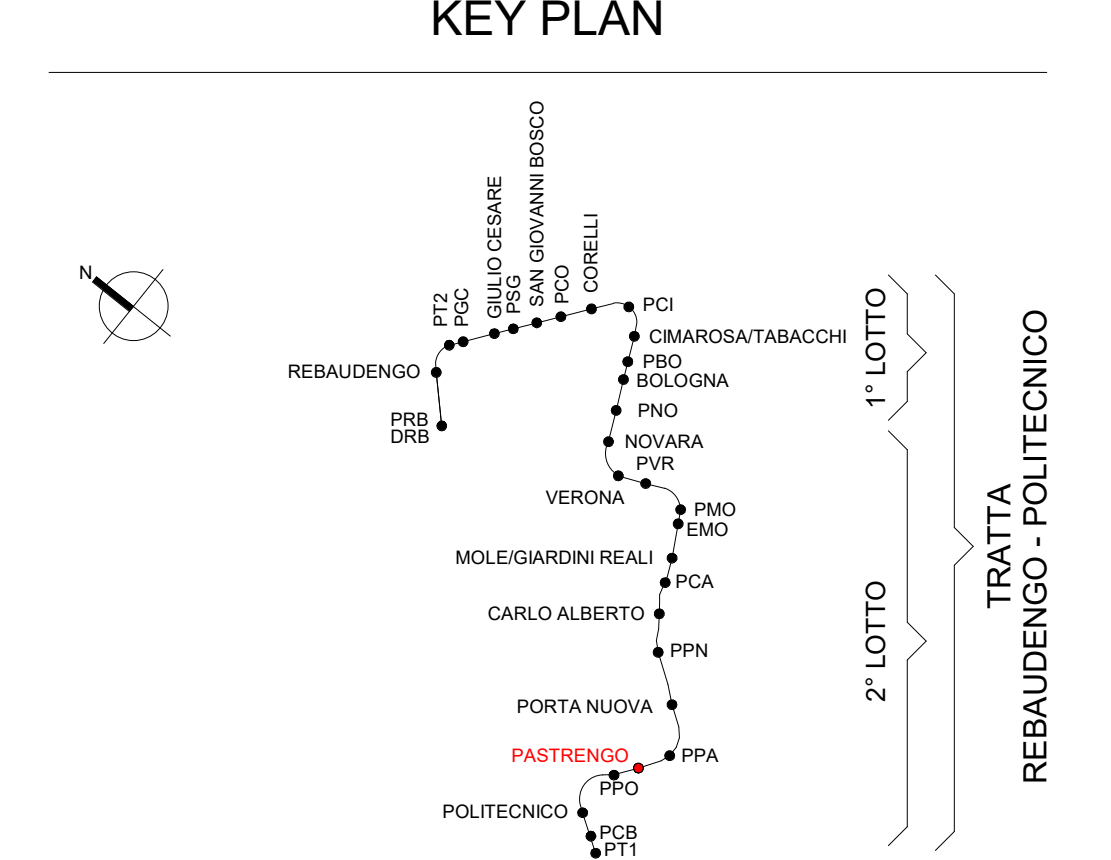 KEY PLAN
N
PT2
PGC
GIULIO CESARE
PSG
SAN GIOVANNI BOSCO
PCO
CORELLI
PCI
CIMAROSA/TABACCHI
PBO
BOLOGNA
PNO
NOVARA
PVR
VERONA
PMO
EMO
MOLE/GIARDINI REALI
PCA
CARLO ALBERTO
PPN
PORTA NUOVA
PASTRENGO
PPA
PPO
POLITECNICO
PCB
PT1
REBAUDENGO
PRB
DRB
1° LOTTO
2° LOTTO
TRATTA
REBAUDENGO - POLITECNICO